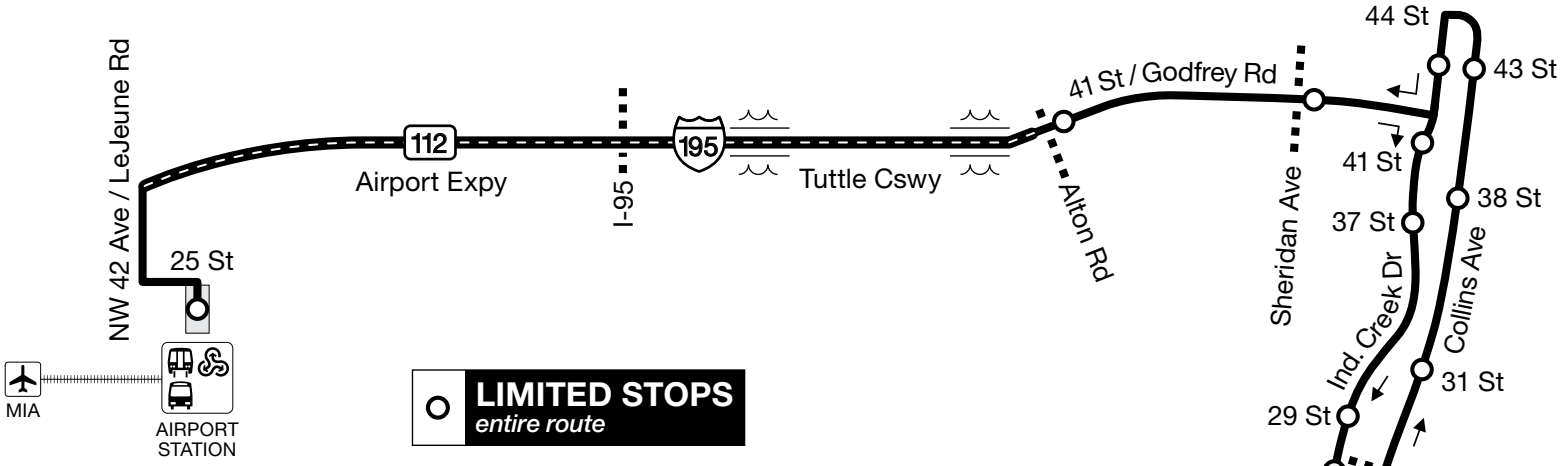 44 St
43 St
41 St / Godfrey Rd
NW 42 Ave / LeJeune Rd
112
195
Airport Expy
Tuttle Cswy
I-95
Alton Rd
Sheridan Ave
41 St
38 St
37 St
25 St
Ind. Creek Dr
Collins Ave
31 St
29 St
MIA
AIRPORT
STATION
LIMITED STOPS
entire route